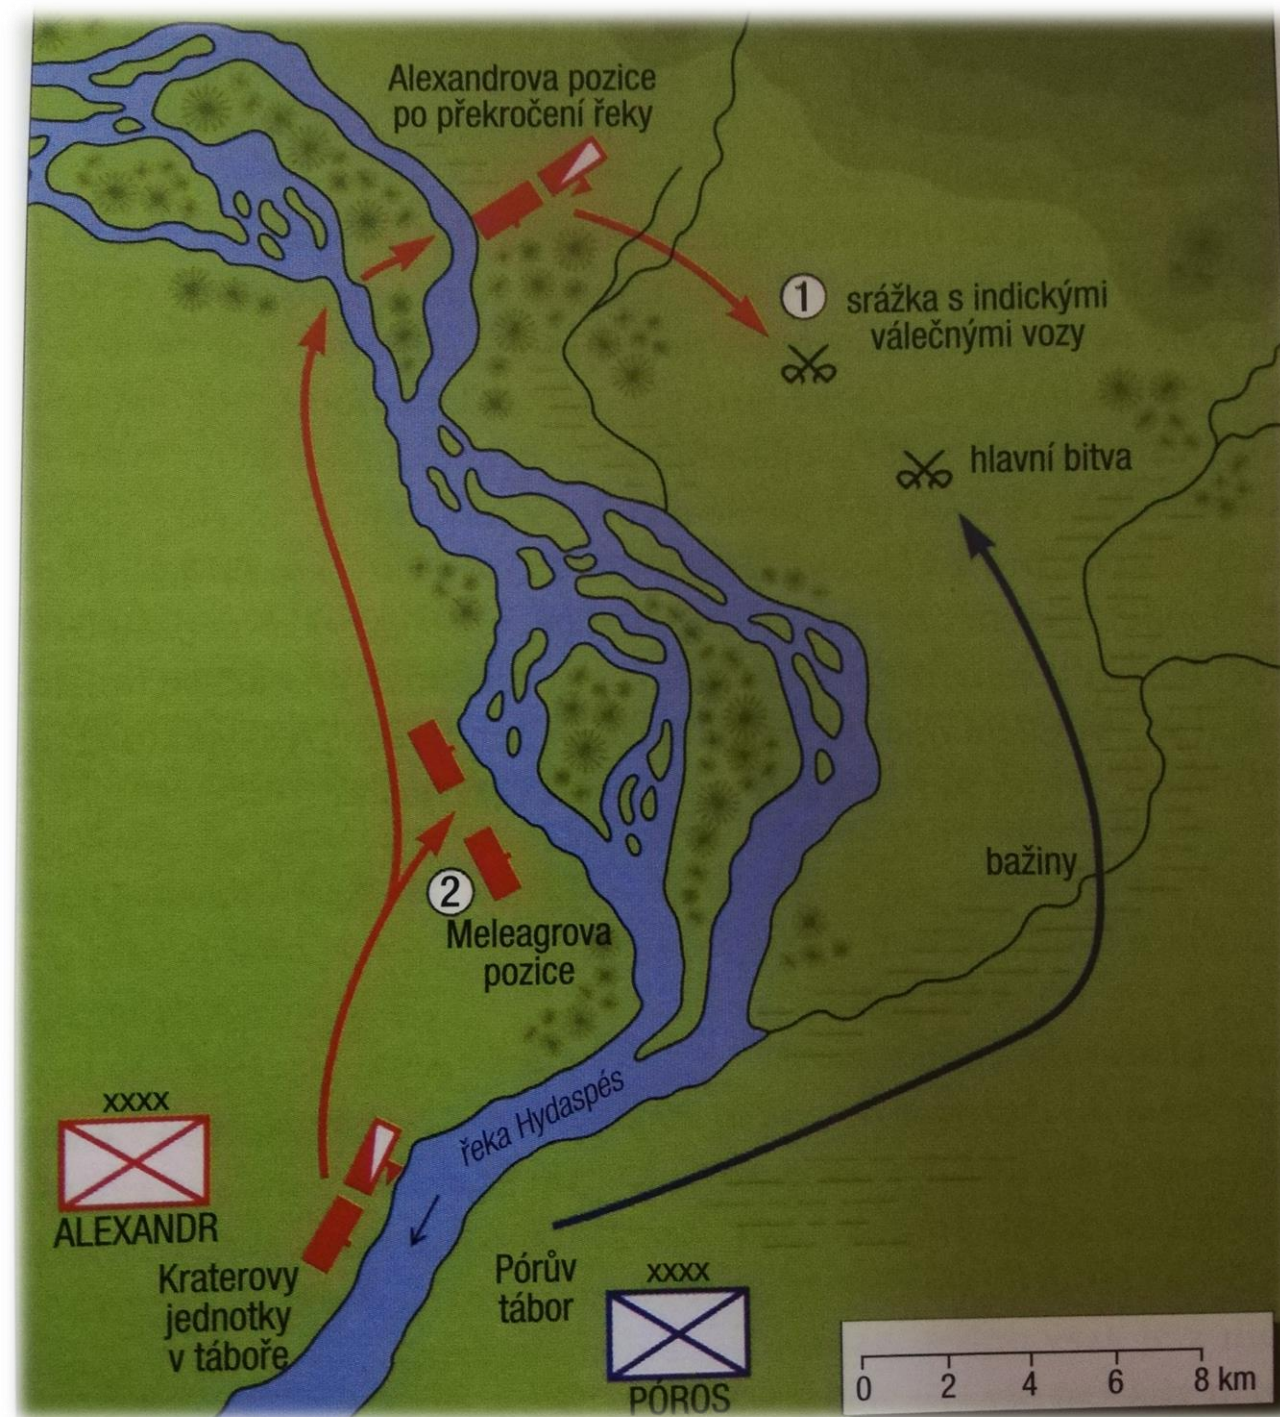 Alexandrova pozice
po překročení řeky
1
srážka s indickými
válečnými vozy
hlavní bitva
bažiny
2
Meleagrova
pozice
řeka Hydaspés
xxxx
ALEXANDR
Kraterovy
jednotky
v táboře
Pórův
tábor
xxxx
PÓROS
0 2 4 6 8 km